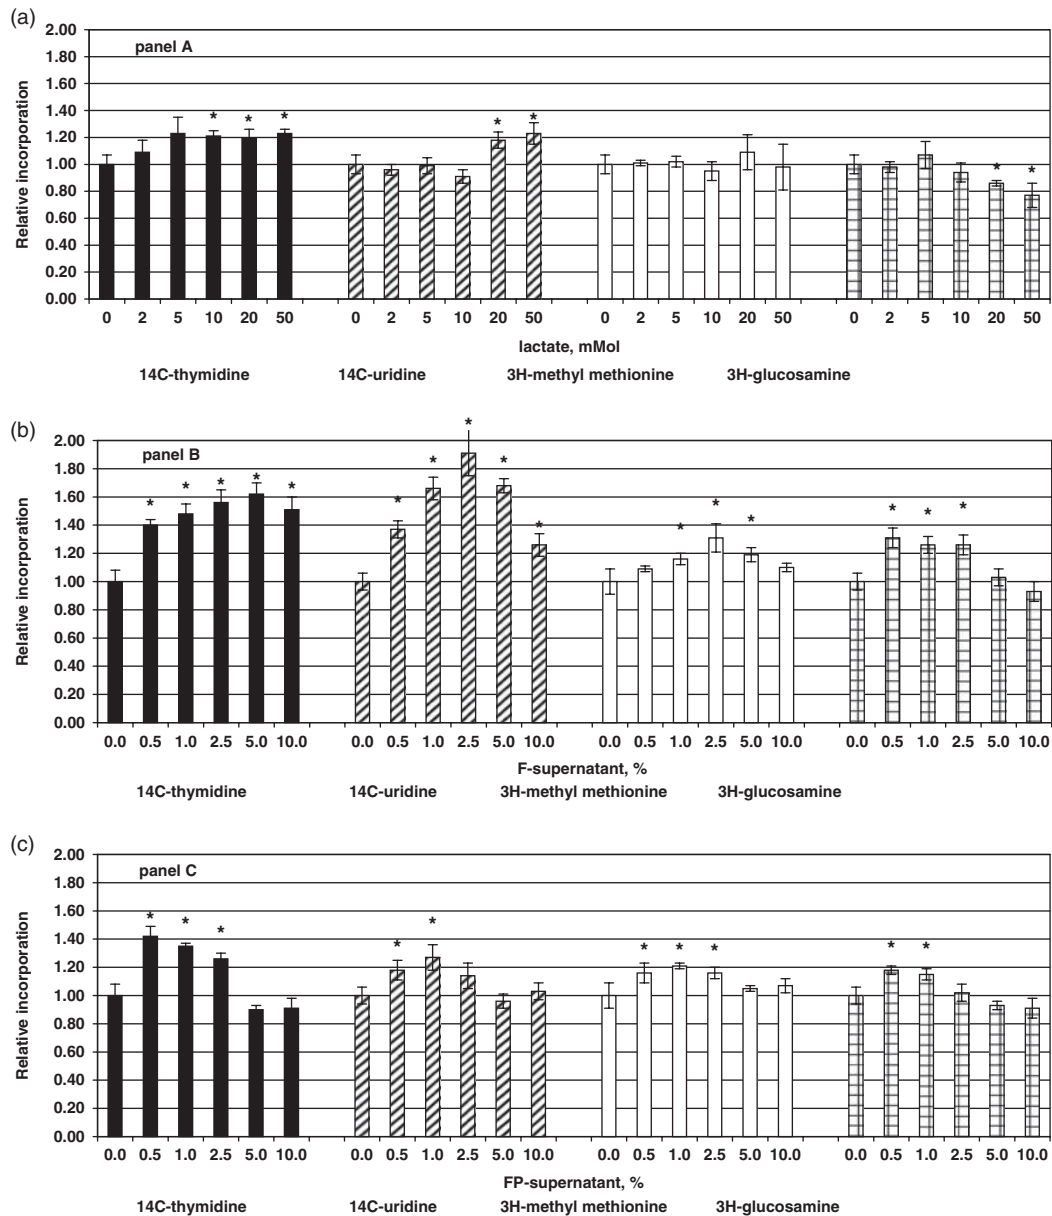 (a)
2.00
panel A
1.80
1.60
1.40
1.20
1.00
0.80
0.60
0.40
0.20
0.00
Relative incorporation
* * * * * * *
0 2 5 10 20 50 0 2 5 10 20 50 0 2 5 10 20 50 0 2 5 10 20 50
lactate, mMol
14C-thymidine 14C-uridine 3H-methyl methionine 3H-glucosamine
(b)
2.00
panel B
1.80
1.60
1.40
1.20
1.00
0.80
0.60
0.40
0.20
0.00
Relative incorporation
* * * * * * * * * * * * * * * *
0.0 0.5 1.0 2.5 5.0 10.0 0.0 0.5 1.0 2.5 5.0 10.0 0.0 0.5 1.0 2.5 5.0 10.0 0.0 0.5 1.0 2.5 5.0 10.0
F-supernatant, %
14C-thymidine 14C-uridine 3H-methyl methionine 3H-glucosamine
(c)
2.00
panel C
1.80
1.60
1.40
1.20
1.00
0.80
0.60
0.40
0.20
0.00
Relative incorporation
* * * * * * * * * *
0.0 0.5 1.0 2.5 5.0 10.0 0.0 0.5 1.0 2.5 5.0 10.0 0.0 0.5 1.0 2.5 5.0 10.0 0.0 0.5 1.0 2.5 5.0 10.0
FP-supernatant, %
14C-thymidine 14C-uridine 3H-methyl methionine 3H-glucosamine